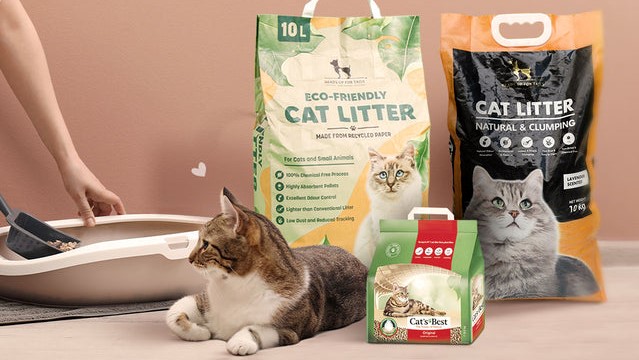 10 L
ECO-FRIENDLY
CAT LITTER
MADE FROM RECYCLED PAPER
For Cats and Small Animals
100% Chemical Free Process
Highly Absorbent Pellets
Excellent Odour Control
Lighter than Conventional Litter
Low Dust and Reduced Tracking
CAT LITTER
NATURAL & CLUMPING
LAVENDER
SCENTED
10 KG
Cat's Best
Original